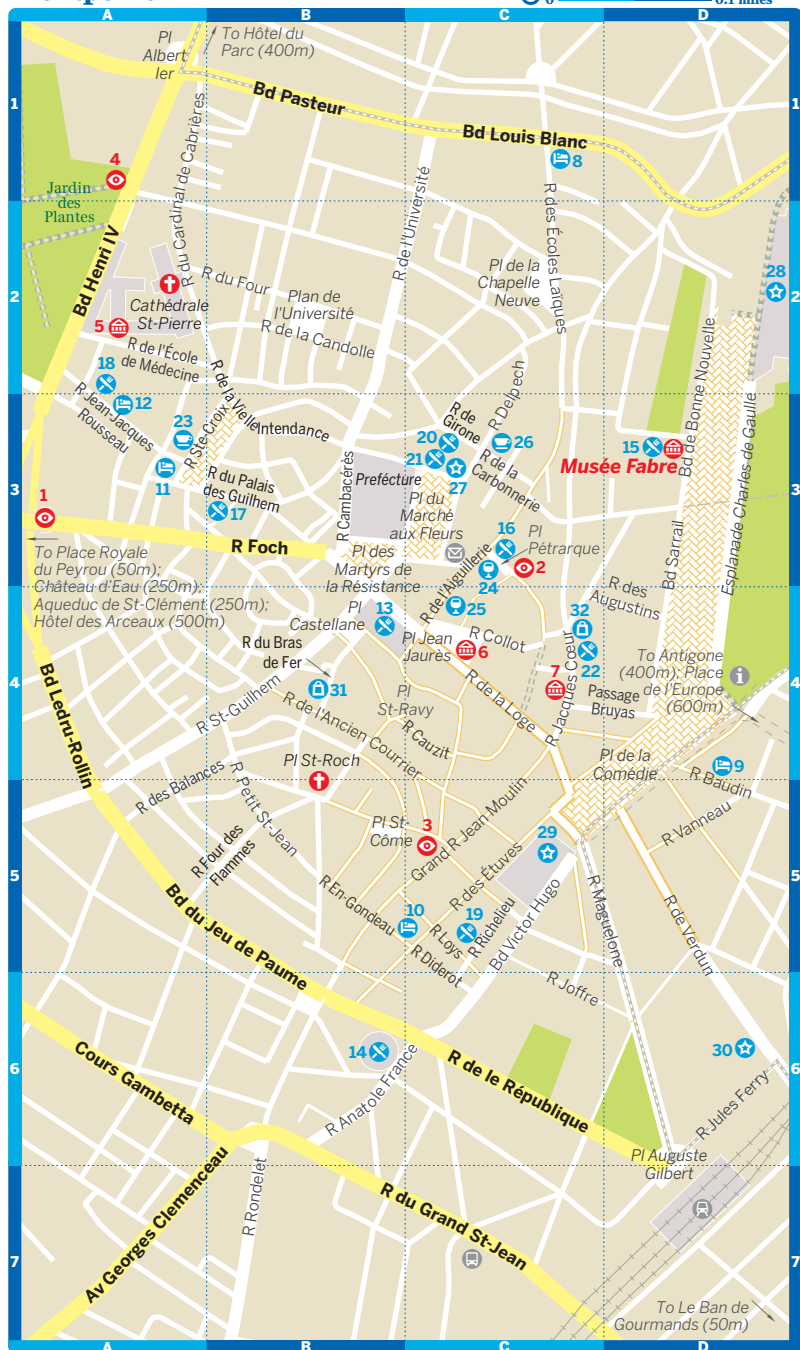 0
0.1 miles
A
B
C
D
To Hôtel du
Parc (400m)
Pl
Albert
Ier
1
1
Bd Pasteur
Bd Louis Blanc
4
8
Jardin
des
Plantes
R du Cardinal de Cabrières
R de l'Université
R des Écoles Laïques
Bd Henri IV
28
2
2
R du Four
Pl de la
Chapelle
Neuve
Plan de
l'Université
Cathédrale
St-Pierre
5
R de la Candolle
R de l'École
de Médecine
18
12
R Jean-Jacques
Rousseau
R de la Vieille
Intendance
R Delpech
R de
Girone
Bd de Bonne Nouvelle
Esplanade Charles de Gaulle
23
R Ste-Croix
20
26
15
21
Musée Fabre
R de la
Carbonnerie
11
27
R du Palais
des Guilhem
R Cambacérès
Preféctur​e
3
3
1
17
Pl du
Marché
aux Fleurs
16
Pl
Pétrarque
R Foch
2
To Place Royale
du Peyrou (50m);
Château d'Eau (250m);
Aqueduc de St-Clément (250m);
Hôtel des Arceaux (500m)
Pl des
Martyrs de
la Résistance
R de l'Aiguillerie
24
R des
Augustins
Bd Sarrail
25
Pl
Castellane
13
32
R Collot
Pl Jean
Jaurès
6
22
R du Bras
de Fer
To Antigone
(400m); Place
de l'Europe
(600m)
4
4
31
7
R Jacques Cœur
Passage
Bruyas
Pl
St-Ravy
R de la Loge
R St-Guilhem
R de l'Ancien Courrier
R Cauzit
Bd Ledru-Rollin
Pl de la
Comédie
9
Pl St-Roch
R Baudin
R des Balances
R Petit St-Jean
R Vanneau
Pl St-
Côme
3
Grand R Jean Moulin
29
R Four des
Flammes
R des Étuves
5
5
R En-Gondeau
10
19
R Loys
R Richelieu
Bd Victor Hugo
R Maguelone
R de Verdun
Bd du Jeu de Paume
R Diderot
R Joffre
14
30
6
6
Cours Gambetta
R Anatole France
R de le République
R Jules Ferry
Pl Auguste
Gilbert
Av Georges Clemenceau
R Rondelet
R du Grand St-Jean
7
7
To Le Ban de
Gourmands (50m)
A
B
C
D